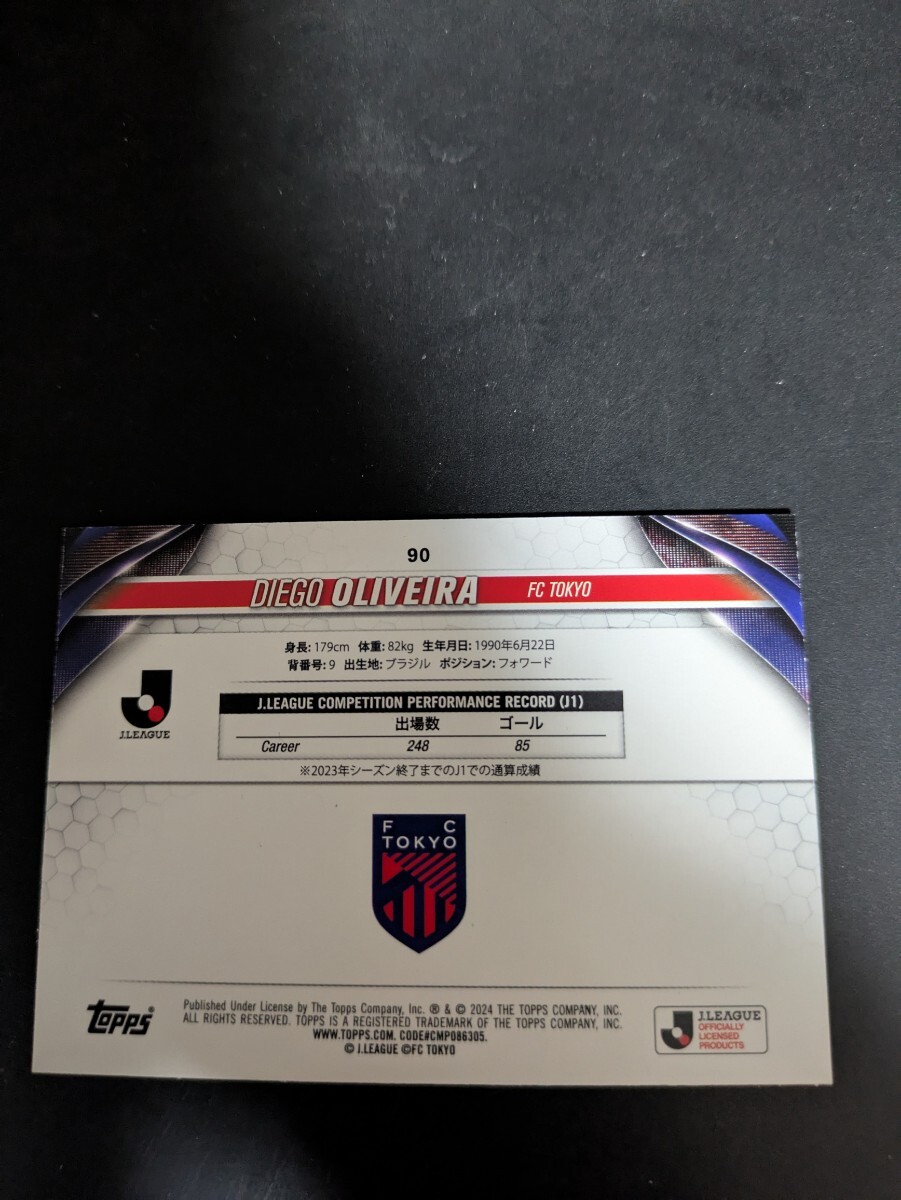 90
DIEGO OLIVEIRA FC TOKYO
身長: 179cm 体重: 82kg 生年月日: 1990年6月22日
背番号: 9 出生地: ブラジル ポジション: フォワード
J.LEAGUE
J.LEAGUE COMPETITION PERFORMANCE RECORD (J1)
出場数 ゴール
Career 248 85
※2023年シーズン終了までのJ1での通算成績
F C
TOKYO
topps®
Published Under License by The Topps Company, Inc. ® & © 2024 THE TOPPS COMPANY, INC.
ALL RIGHTS RESERVED. TOPPS IS A REGISTERED TRADEMARK OF THE TOPPS COMPANY, INC.
WWW.TOPPS.COM. CODE#CMP086305.
© J.LEAGUE ©FC TOKYO
J.LEAGUE
OFFICIALLY
LICENSED
PRODUCTS